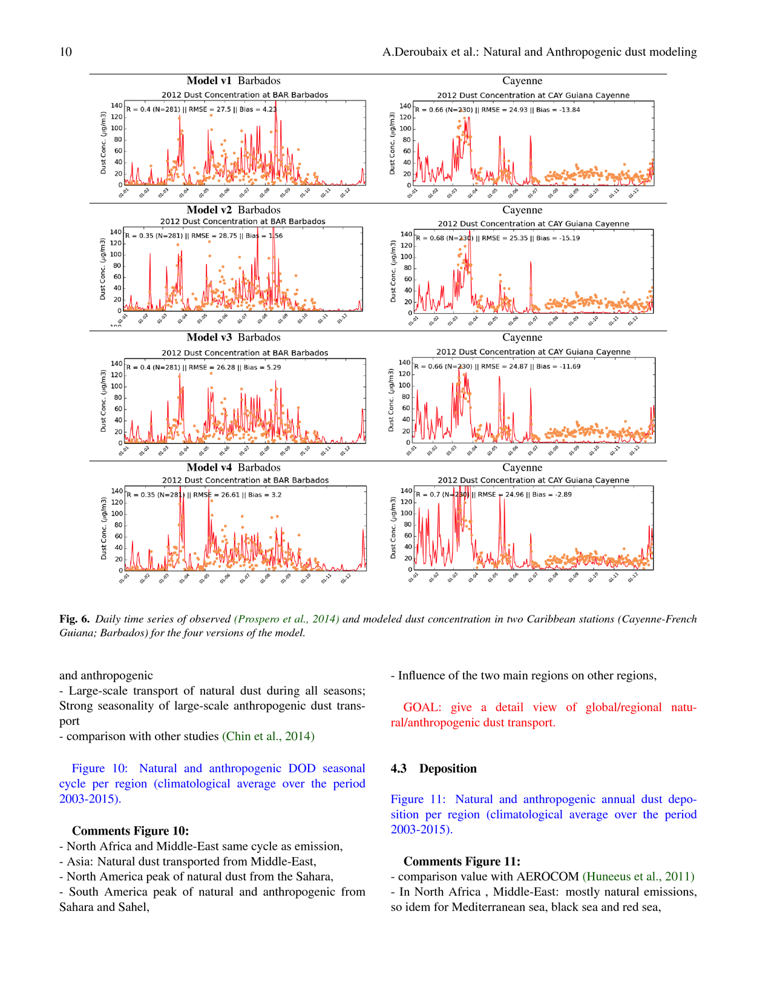 10
A.Deroubaix et al.: Natural and Anthropogenic dust modeling
Model v1 Barbados
Cayenne
2012 Dust Concentration at BAR Barbados
R = 0.4 (N=281) || RMSE = 27.5 || Bias = 4.23
Dust Conc. (μg/m3)
140
120
100
80
60
40
20
0
01-01 01-02 01-03 01-04 01-05 01-06 01-07 01-08 01-09 01-10 01-11 01-12
2012 Dust Concentration at CAY Guiana Cayenne
R = 0.66 (N=230) || RMSE = 24.93 || Bias = -13.84
Dust Conc. (μg/m3)
140
120
100
80
60
40
20
0
01-01 01-02 01-03 01-04 01-05 01-06 01-07 01-08 01-09 01-10 01-11 01-12
Model v2 Barbados
Cayenne
2012 Dust Concentration at BAR Barbados
R = 0.35 (N=281) || RMSE = 28.75 || Bias = 1.56
Dust Conc. (μg/m3)
140
120
100
80
60
40
20
0
01-01 01-02 01-03 01-04 01-05 01-06 01-07 01-08 01-09 01-10 01-11 01-12
2012 Dust Concentration at CAY Guiana Cayenne
R = 0.68 (N=230) || RMSE = 25.35 || Bias = -15.19
Dust Conc. (μg/m3)
140
120
100
80
60
40
20
0
01-01 01-02 01-03 01-04 01-05 01-06 01-07 01-08 01-09 01-10 01-11 01-12
Model v3 Barbados
Cayenne
2012 Dust Concentration at BAR Barbados
R = 0.4 (N=281) || RMSE = 26.28 || Bias = 5.29
Dust Conc. (μg/m3)
140
120
100
80
60
40
20
0
01-01 01-02 01-03 01-04 01-05 01-06 01-07 01-08 01-09 01-10 01-11 01-12
2012 Dust Concentration at CAY Guiana Cayenne
R = 0.66 (N=230) || RMSE = 24.87 || Bias = -11.69
Dust Conc. (μg/m3)
140
120
100
80
60
40
20
0
01-01 01-02 01-03 01-04 01-05 01-06 01-07 01-08 01-09 01-10 01-11 01-12
Model v4 Barbados
Cayenne
2012 Dust Concentration at BAR Barbados
R = 0.35 (N=281) || RMSE = 26.61 || Bias = 3.2
Dust Conc. (μg/m3)
140
120
100
80
60
40
20
0
01-01 01-02 01-03 01-04 01-05 01-06 01-07 01-08 01-09 01-10 01-11 01-12
2012 Dust Concentration at CAY Guiana Cayenne
R = 0.7 (N=230) || RMSE = 24.96 || Bias = -2.89
Dust Conc. (μg/m3)
140
120
100
80
60
40
20
0
01-01 01-02 01-03 01-04 01-05 01-06 01-07 01-08 01-09 01-10 01-11 01-12
Fig. 6. Daily time series of observed (Prospero et al., 2014) and modeled dust concentration in two Caribbean stations (Cayenne-French
Guiana; Barbados) for the four versions of the model.
and anthropogenic
- Large-scale transport of natural dust during all seasons;
Strong seasonality of large-scale anthropogenic dust trans-
port
- comparison with other studies (Chin et al., 2014)
Figure 10: Natural and anthropogenic DOD seasonal
cycle per region (climatological average over the period
2003-2015).
Comments Figure 10:
- North Africa and Middle-East same cycle as emission,
- Asia: Natural dust transported from Middle-East,
- North America peak of natural dust from the Sahara,
- South America peak of natural and anthropogenic from
Sahara and Sahel,
- Influence of the two main regions on other regions,
GOAL: give a detail view of global/regional natu-
ral/anthropogenic dust transport.
4.3 Deposition
Figure 11: Natural and anthropogenic annual dust depo-
sition per region (climatological average over the period
2003-2015).
Comments Figure 11:
- comparison value with AEROCOM (Huneeus et al., 2011)
- In North Africa , Middle-East: mostly natural emissions,
so idem for Mediterranean sea, black sea and red sea,